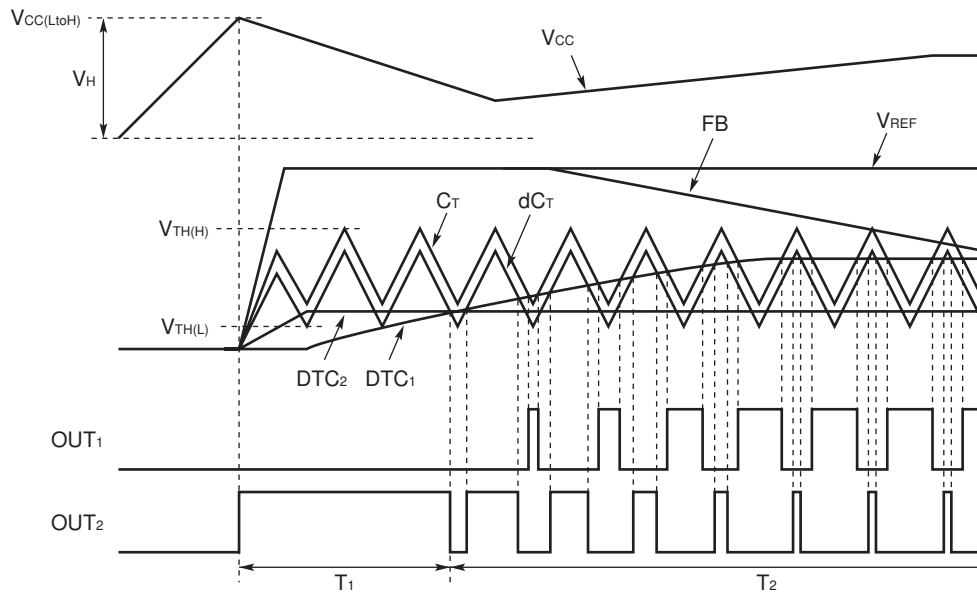 VCC(LtoH)
VCC
VH
FB
VREF
CT
dCT
VTH(H)
VTH(L)
DTC2
DTC1
OUT1
OUT2
T1
T2